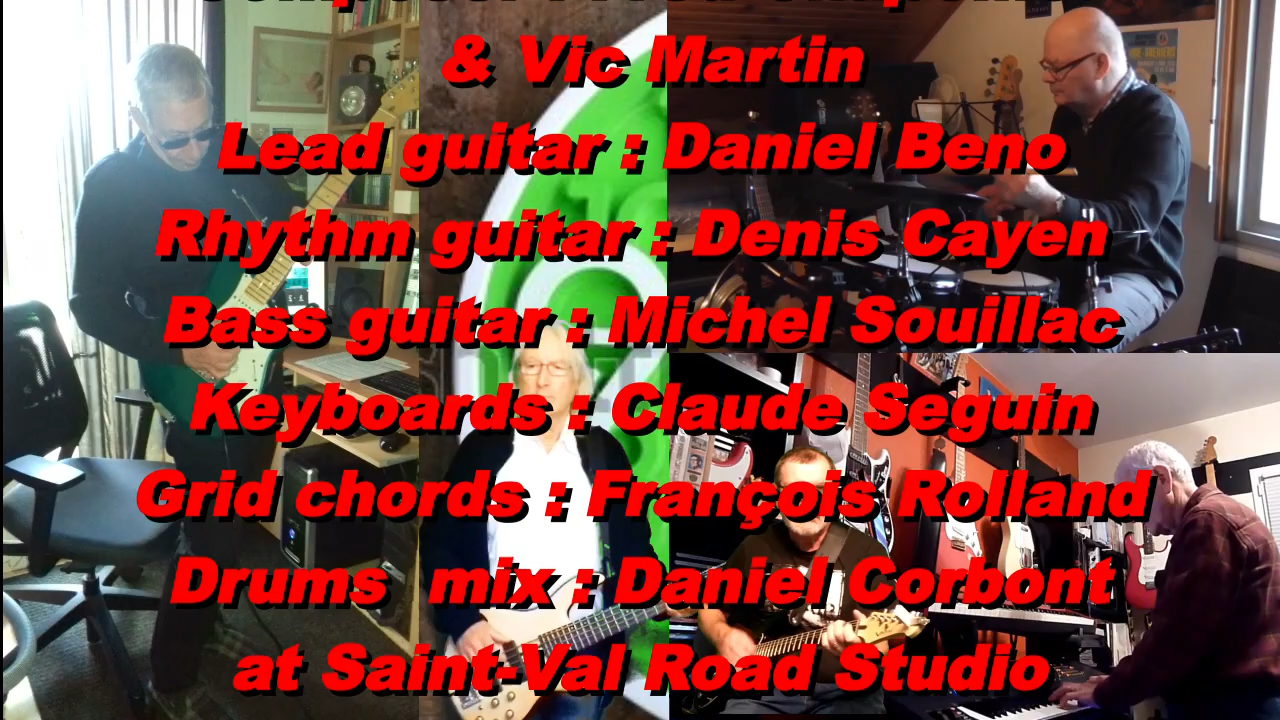 & Vic Martin
Lead guitar : Daniel Beno
Rhythm guitar : Denis Cayen
Bass guitar : Michel Souillac
Keyboards : Claude Seguin
Grid chords : François Rolland
Drums mix : Daniel Corbont
at Saint-Val Road Studio